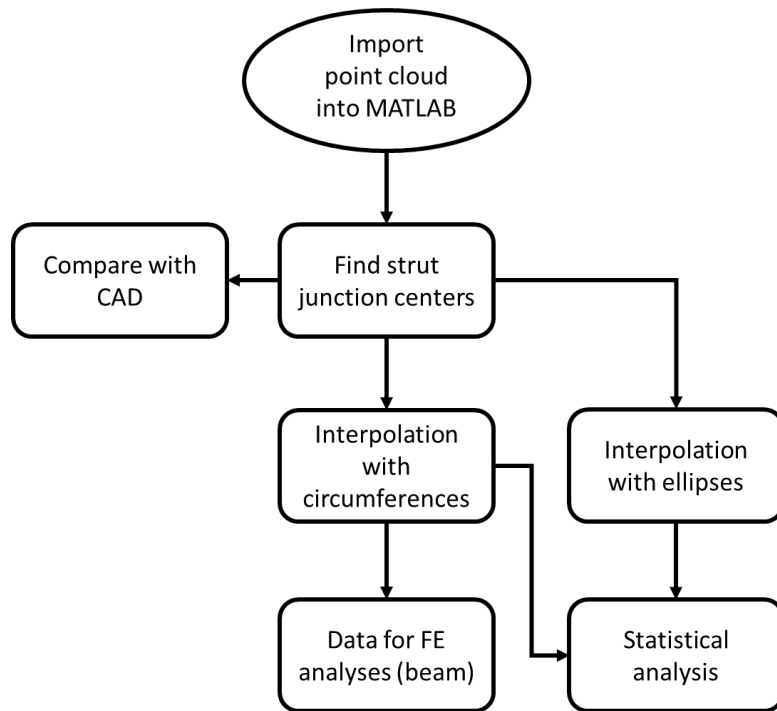 Import
point cloud
into MATLAB
Compare with
CAD
Find strut
junction centers
Interpolation
with
circumferences
Interpolation
with ellipses
Data for FE
analyses (beam)
Statistical
analysis